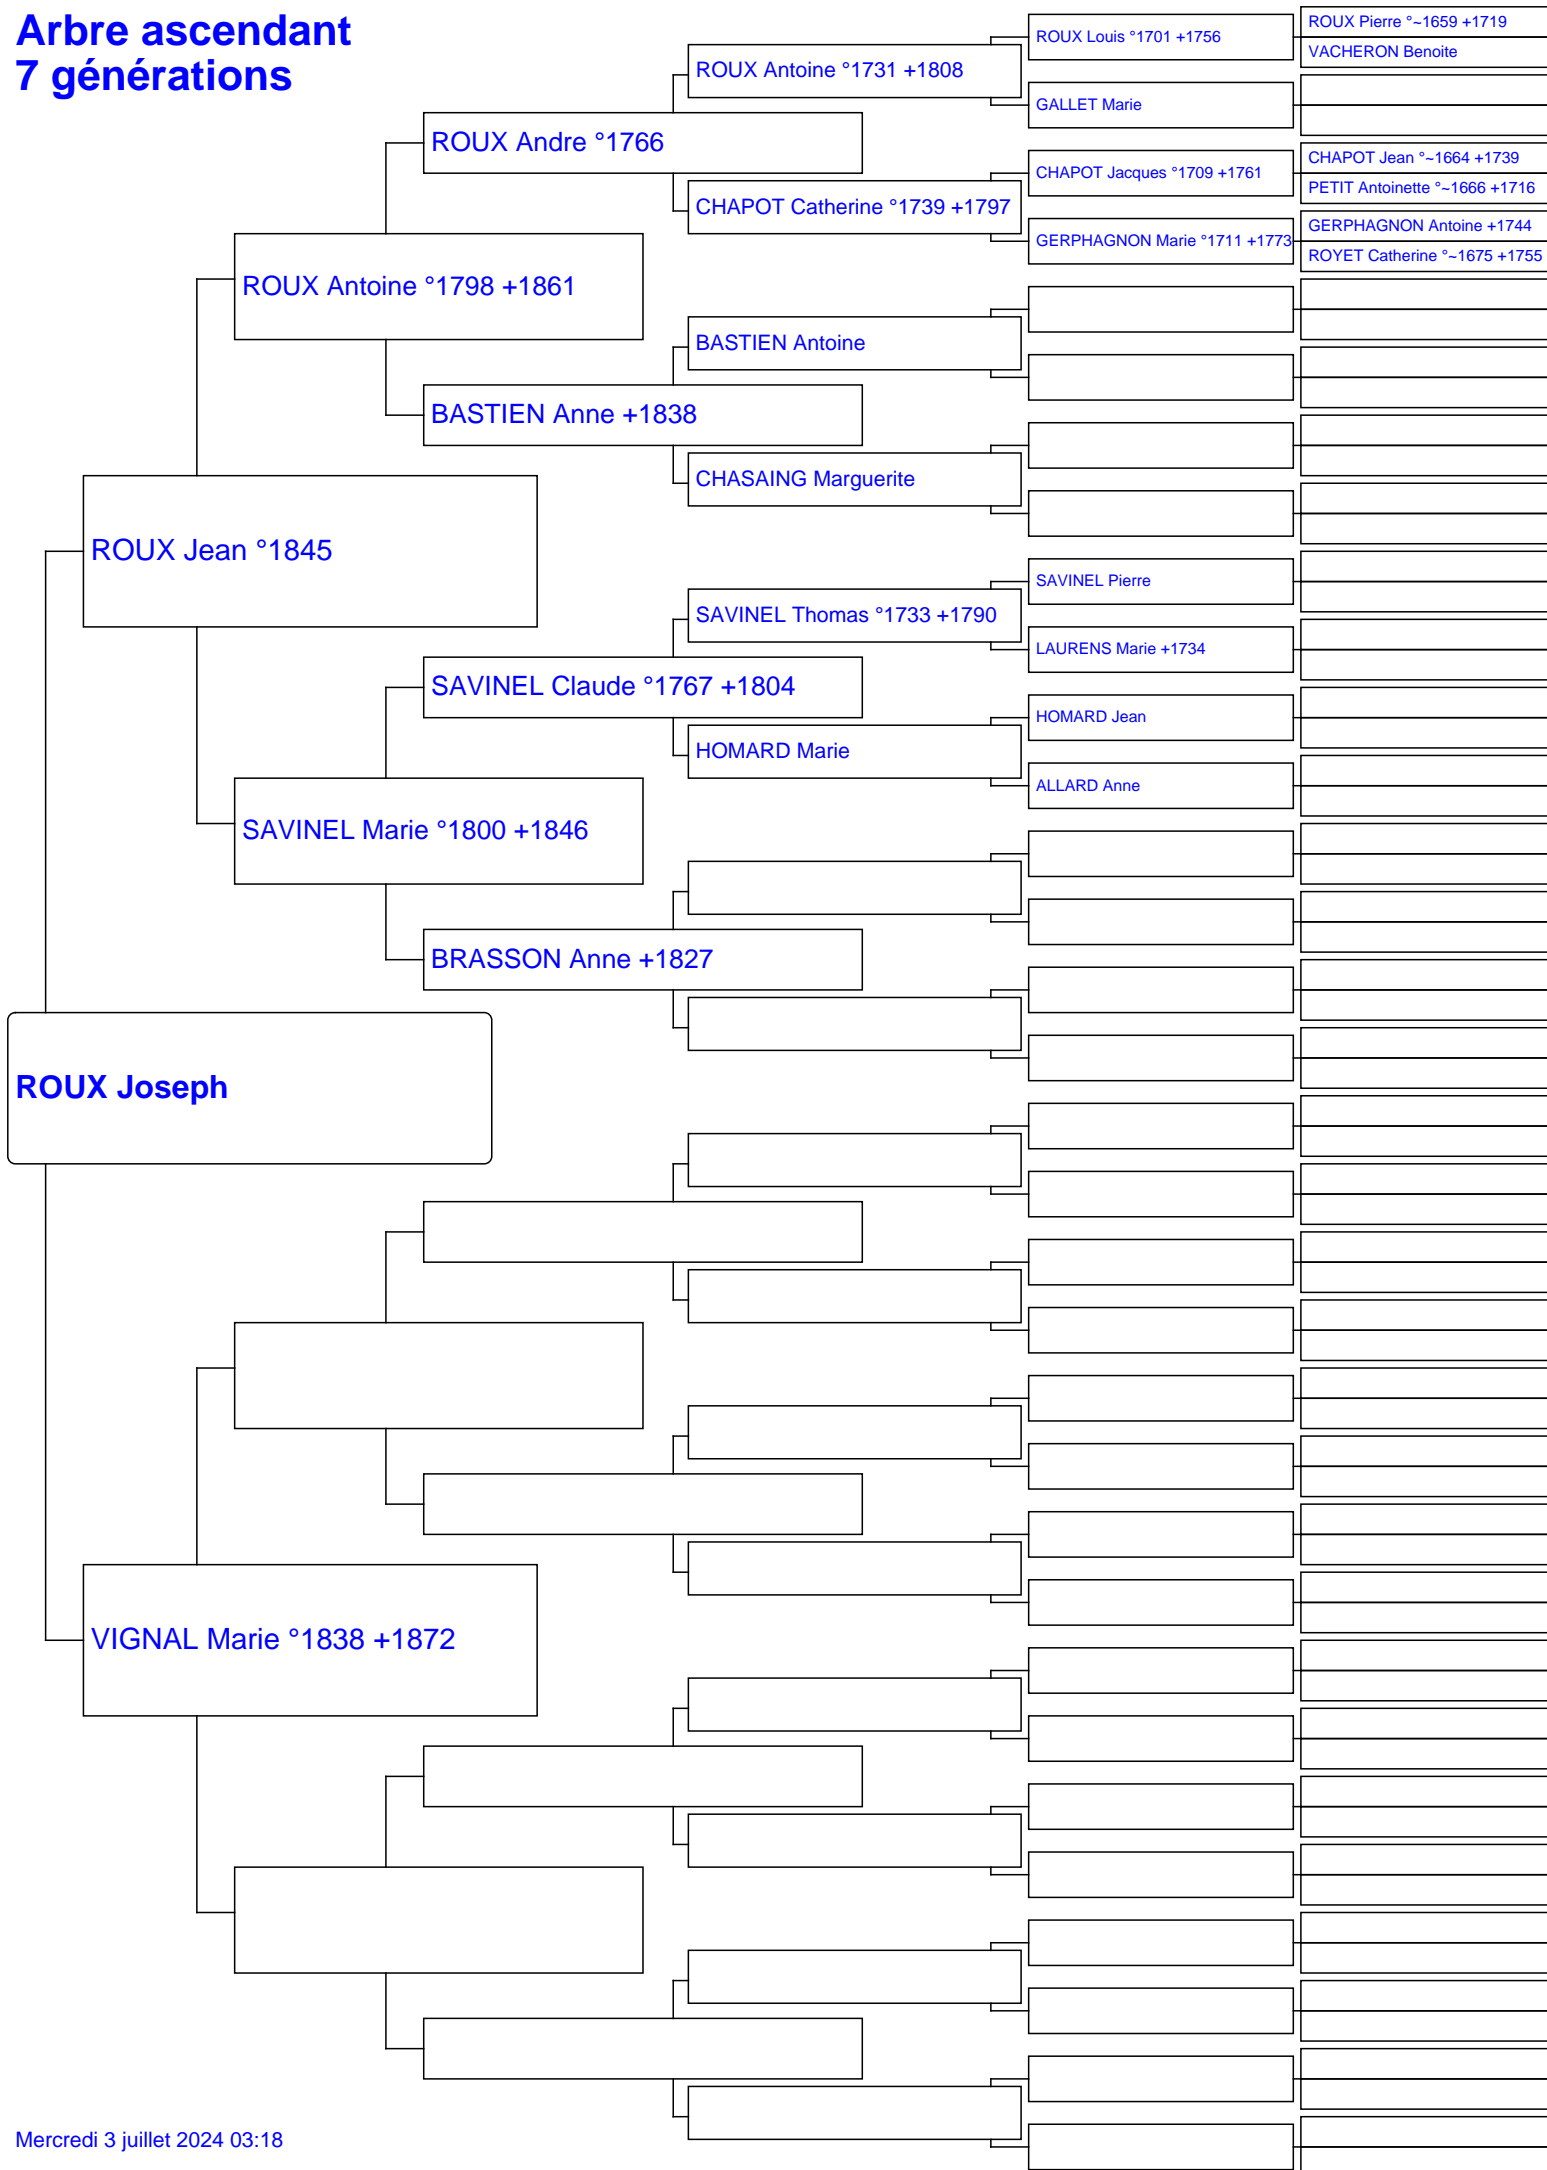 Arbre ascendant
7 générations
ROUX Pierre °~1659 +1719
ROUX Louis °1701 +1756
VACHERON Benoite
ROUX Antoine °1731 +1808
GALLET Marie
ROUX Andre °1766
CHAPOT Jean °~1664 +1739
CHAPOT Jacques °1709 +1761
PETIT Antoinette °~1666 +1716
CHAPOT Catherine °1739 +1797
GERPHAGNON Antoine +1744
GERPHAGNON Marie °1711 +1773
ROYET Catherine °~1675 +1755
ROUX Antoine °1798 +1861
BASTIEN Antoine
BASTIEN Anne +1838
CHASAING Marguerite
ROUX Jean °1845
SAVINEL Pierre
SAVINEL Thomas °1733 +1790
LAURENS Marie +1734
SAVINEL Claude °1767 +1804
HOMARD Jean
HOMARD Marie
ALLARD Anne
SAVINEL Marie °1800 +1846
BRASSON Anne +1827
ROUX Joseph
VIGNAL Marie °1838 +1872
Mercredi 3 juillet 2024 03:18